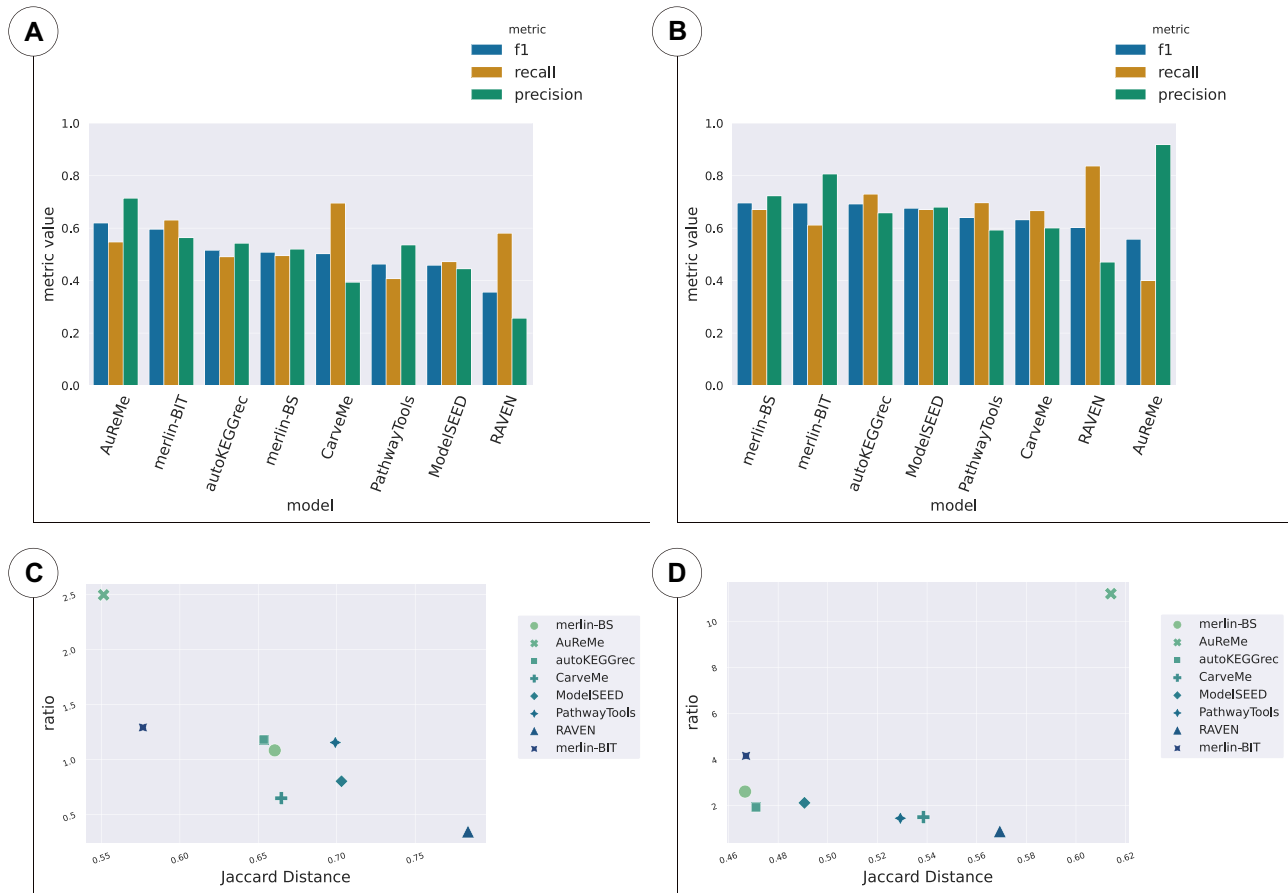 A
metric
f1
recall
precision
1.0
0.8
0.6
0.4
0.2
0.0
metric value
AuReMe
merlin-BIT
autoKEGGrec
merlin-BS
CarveMe
PathwayTools
ModelSEED
RAVEN
model
B
metric
f1
recall
precision
1.0
0.8
0.6
0.4
0.2
0.0
metric value
merlin-BS
merlin-BIT
autoKEGGrec
ModelSEED
PathwayTools
CarveMe
RAVEN
AuReMe
model
C
2.5
2.0
1.5
1.0
0.5
ratio
0.55
0.60
0.65
0.70
0.75
Jaccard Distance
merlin-BS
AuReMe
autoKEGGrec
CarveMe
ModelSEED
PathwayTools
RAVEN
merlin-BIT
D
10
8
6
4
2
ratio
0.46
0.48
0.50
0.52
0.54
0.56
0.58
0.60
0.62
Jaccard Distance
merlin-BS
AuReMe
autoKEGGrec
CarveMe
ModelSEED
PathwayTools
RAVEN
merlin-BIT